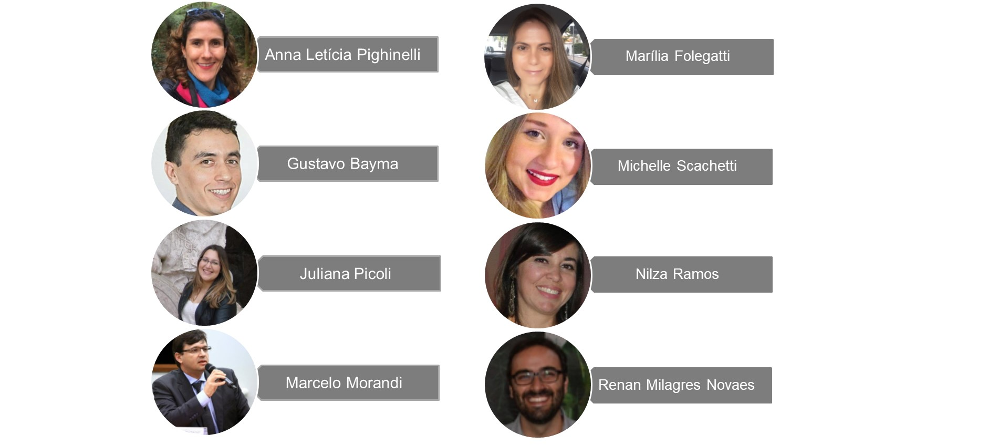 Anna Letícia Pighinelli
Gustavo Bayma
Juliana Picoli
Marcelo Morandi
Marília Folegatti
Michelle Scachetti
Nilza Ramos
Renan Milagres Novaes